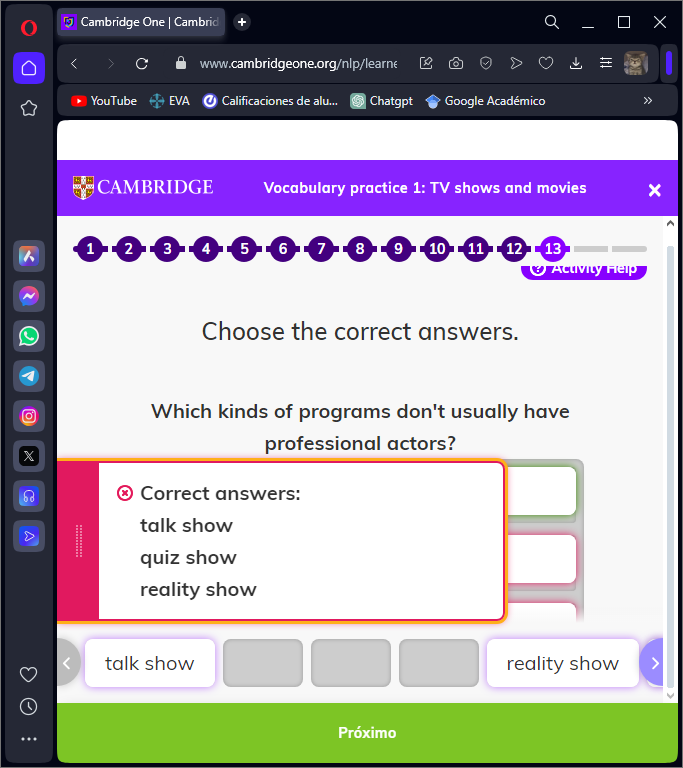 Cambridge One | Cambrid
www.cambridgeone.org/nlp/learne
YouTube
EVA
Calificaciones de alu...
Chatgpt
Google Académico
CAMBRIDGE
Vocabulary practice 1: TV shows and movies
1 2 3 4 5 6 7 8 9 10 11 12 13
Activity Help
Choose the correct answers.
Which kinds of programs don't usually have
professional actors?
Correct answers:
talk show
quiz show
reality show
talk show
reality show
Próximo